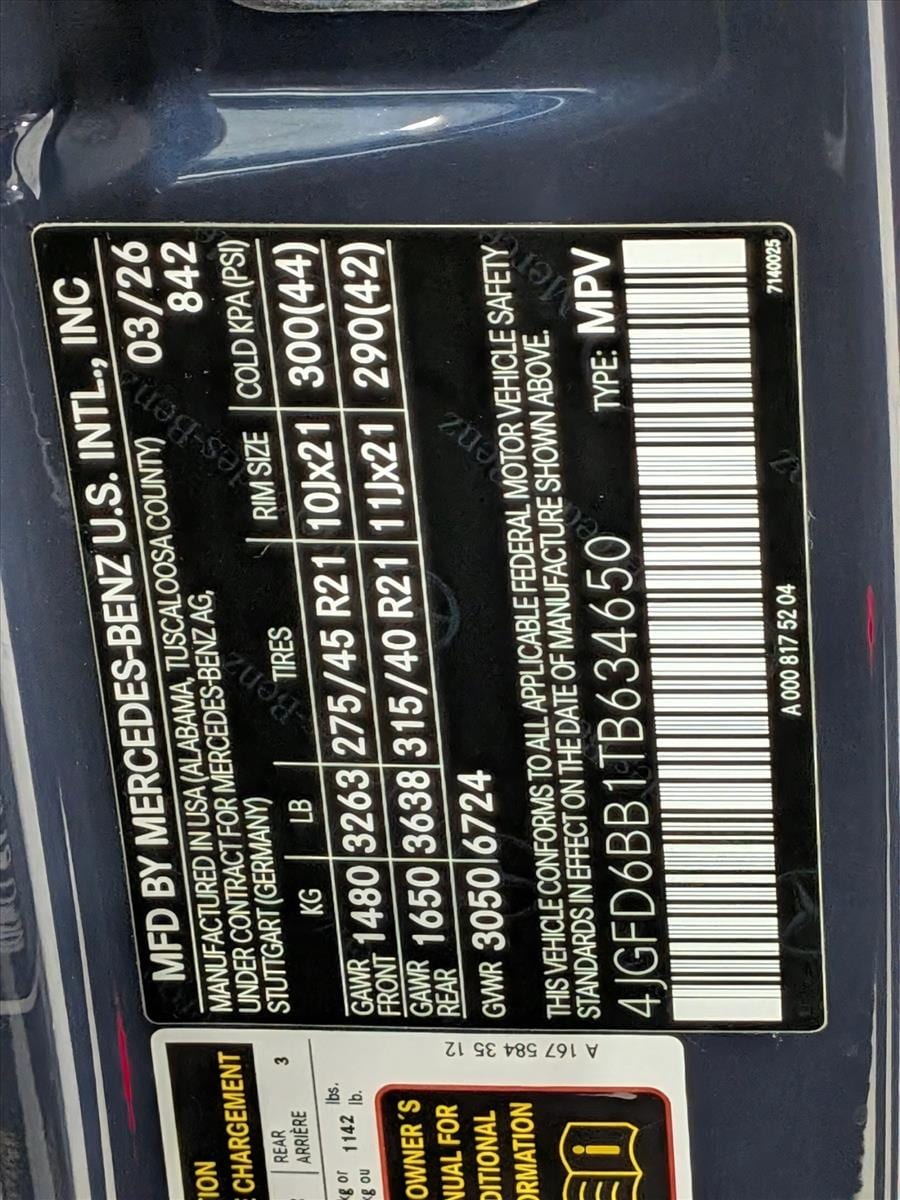 MFD BY MERCEDES-BENZ U.S. INTL., INC
MANUFACTURED IN USA (ALABAMA, TUSCALOOSA COUNTY) 03/26
UNDER CONTRACT FOR MERCEDES-BENZ AG, 842
STUTTGART (GERMANY)
KG LB TIRES RIM SIZE COLD KPA (PSI)
GAWR FRONT 1480 3263 275/45 R21 10Jx21 300(44)
GAWR REAR 1650 3638 315/40 R21 11Jx21 290(42)
GVWR 3050 6724
THIS VEHICLE CONFORMS TO ALL APPLICABLE FEDERAL MOTOR VEHICLE SAFETY
STANDARDS IN EFFECT ON THE DATE OF MANUFACTURE SHOWN ABOVE.
4JGFD6BB1TB634650 TYPE: MPV
A 000 817 52 04 7140025
A 167 584 35 12
CHARGEMENT
REAR 3
ARRIÈRE
kg or 1142 lbs.
kg ou lb.
OWNER'S
FOR